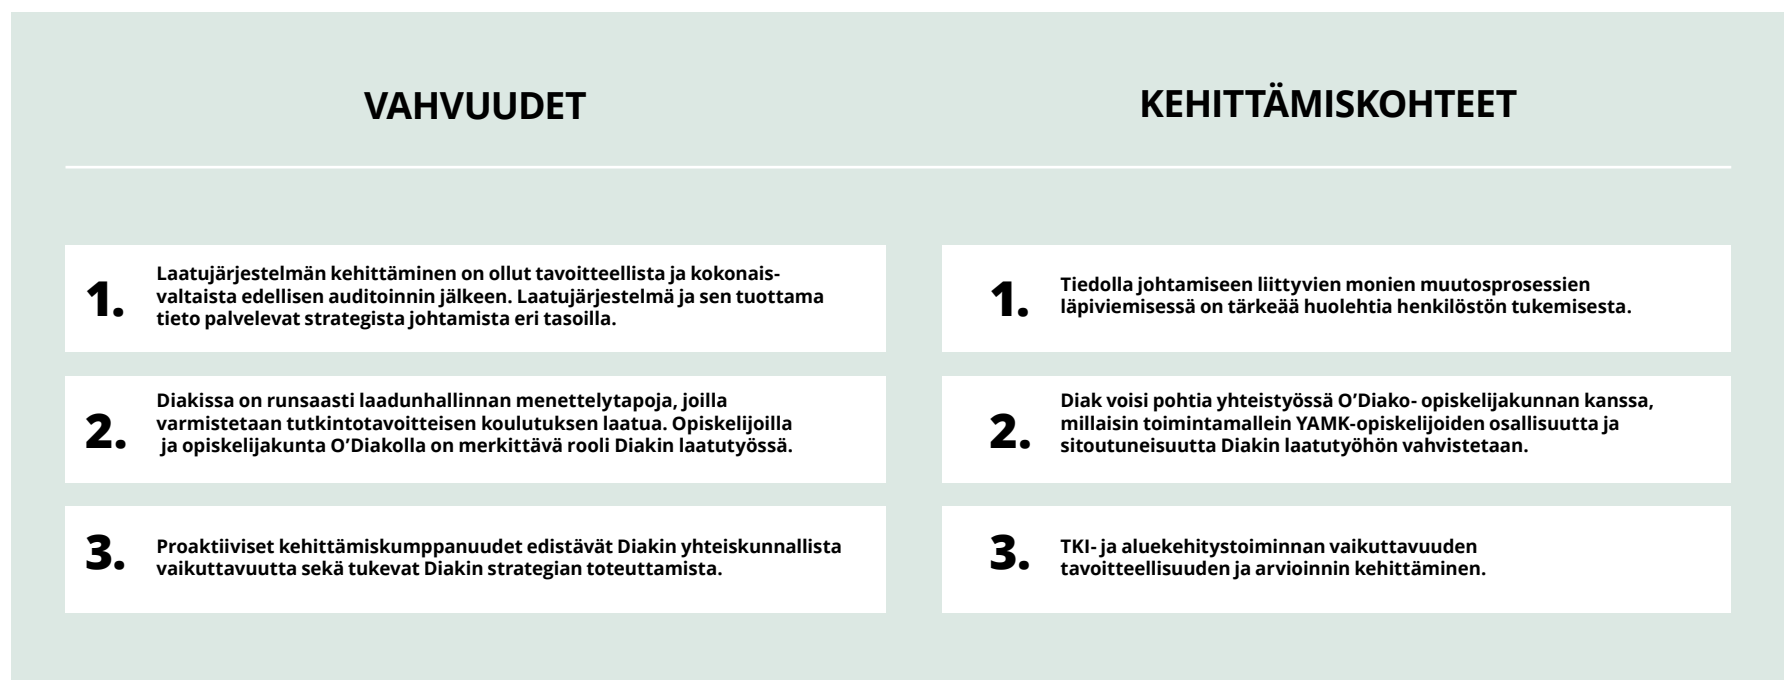 VAHVUUDET
1.
Laatujärjestelmän kehittäminen on ollut tavoitteellista ja kokonais-
valtaista edellisen auditoinnin jälkeen. Laatujärjestelmä ja sen tuottama
tieto palvelevat strategista johtamista eri tasoilla.
2.
Diakissa on runsaasti laadunhallinnan menettelytapoja, joilla
varmistetaan tutkintotavoitteisen koulutuksen laatua. Opiskelijoilla
ja opiskelijakunta O’Diakolla on merkittävä rooli Diakin laatutyössä.
3.
Proaktiiviset kehittämiskumppanuudet edistävät Diakin yhteiskunnallista
vaikuttavuutta sekä tukevat Diakin strategian toteuttamista.
KEHITTÄMISKOHTEET
1.
Tiedolla johtamiseen liittyvien monien muutosprosessien
läpiviemisessä on tärkeää huolehtia henkilöstön tukemisesta.
2.
Diak voisi pohtia yhteistyössä O’Diako- opiskelijakunnan kanssa,
millaisin toimintamallein YAMK-opiskelijoiden osallisuutta ja
sitoutuneisuutta Diakin laatutyöhön vahvistetaan.
3.
TKI- ja aluekehitystoiminnan vaikuttavuuden
tavoitteellisuuden ja arvioinnin kehittäminen.